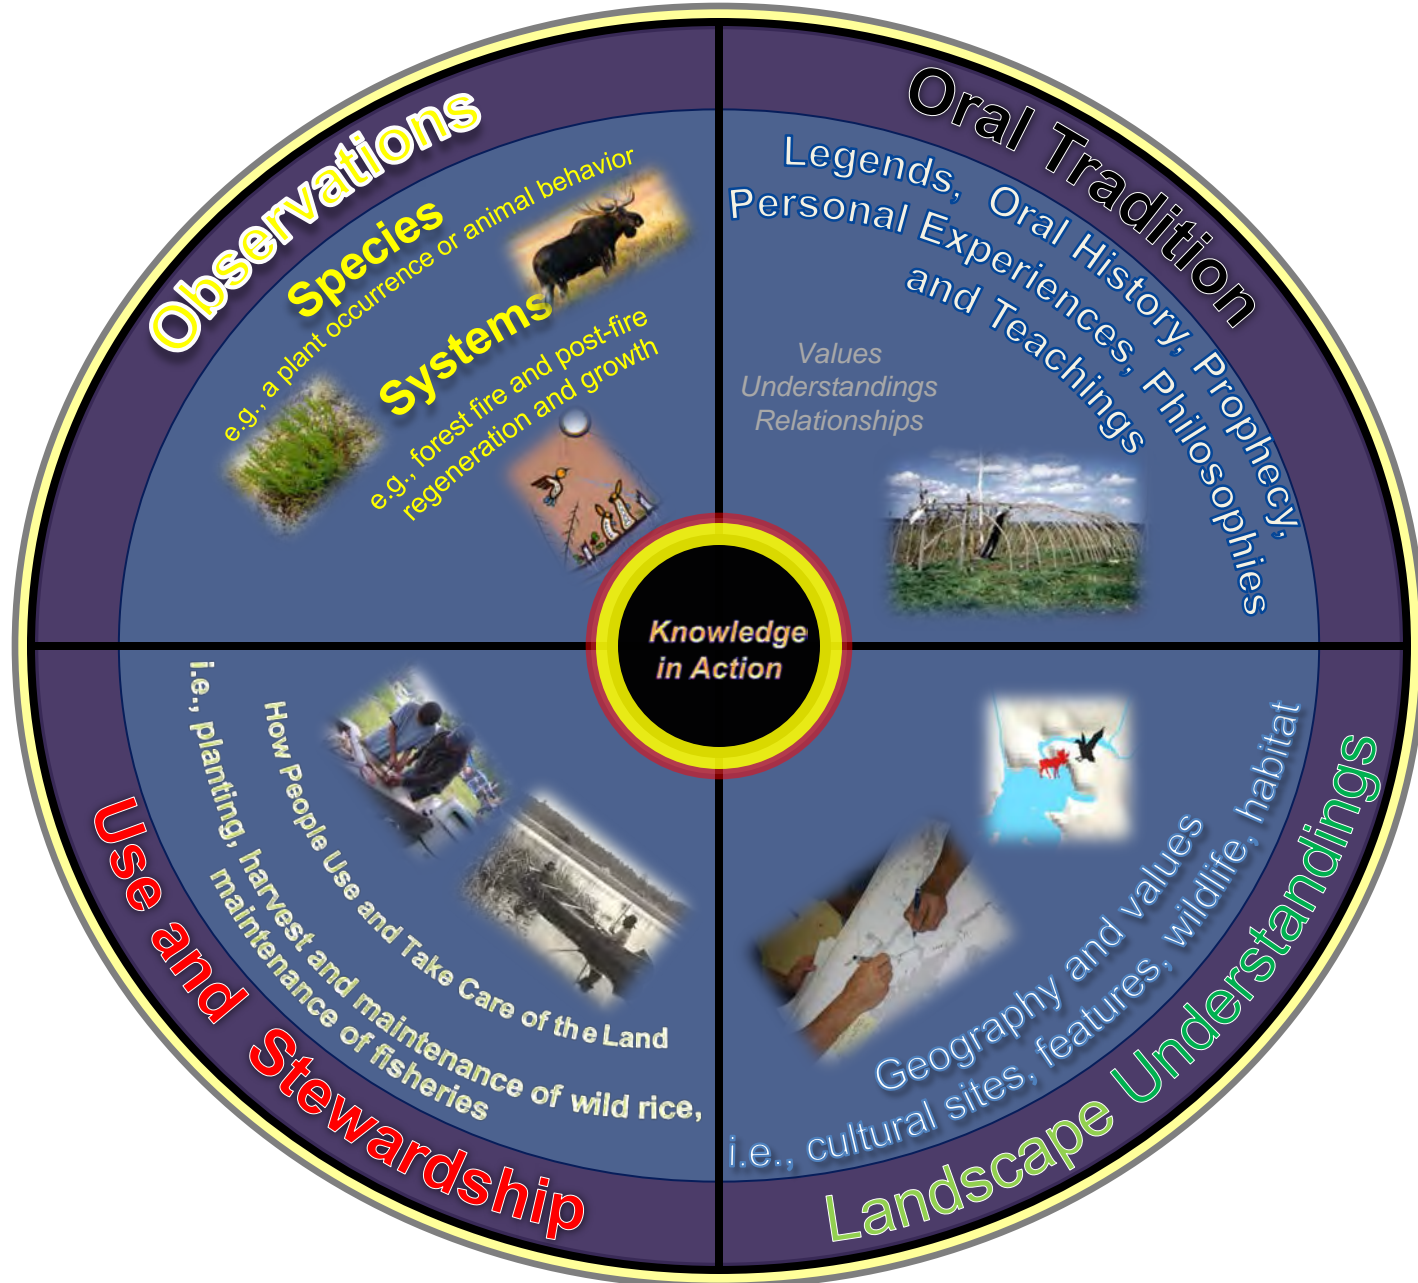 Observations
Species
e.g., a plant occurrence or animal behavior
Systems
e.g., forest fire and post-fire
regeneration and growth
Oral Tradition
Legends, Oral History, Prophecy,
Personal Experiences, Philosophies
and Teachings
Values
Understandings
Relationships
Knowledge
in Action
How People Use and Take Care of the Land
i.e., planting, harvest and maintenance of wild rice,
maintenance of fisheries
Use and Stewardship
Geography and values
i.e., cultural sites, features, wildlife, habitat
Landscape Understandings